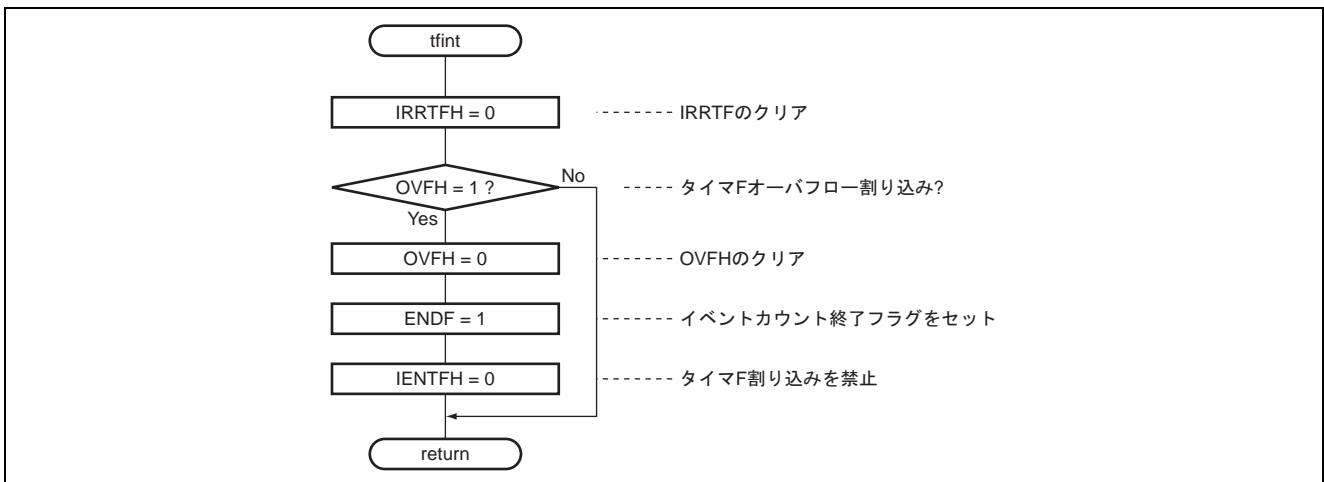 tfint
IRRTFH = 0 ------- IRRTFのクリア
OVFH = 1 ? No ------- タイマFオーバフロー割り込み?
Yes
OVFH = 0 ------- OVFHのクリア
ENDF = 1 ------- イベントカウント終了フラグをセット
IENTFH = 0 ------- タイマF割り込みを禁止
return